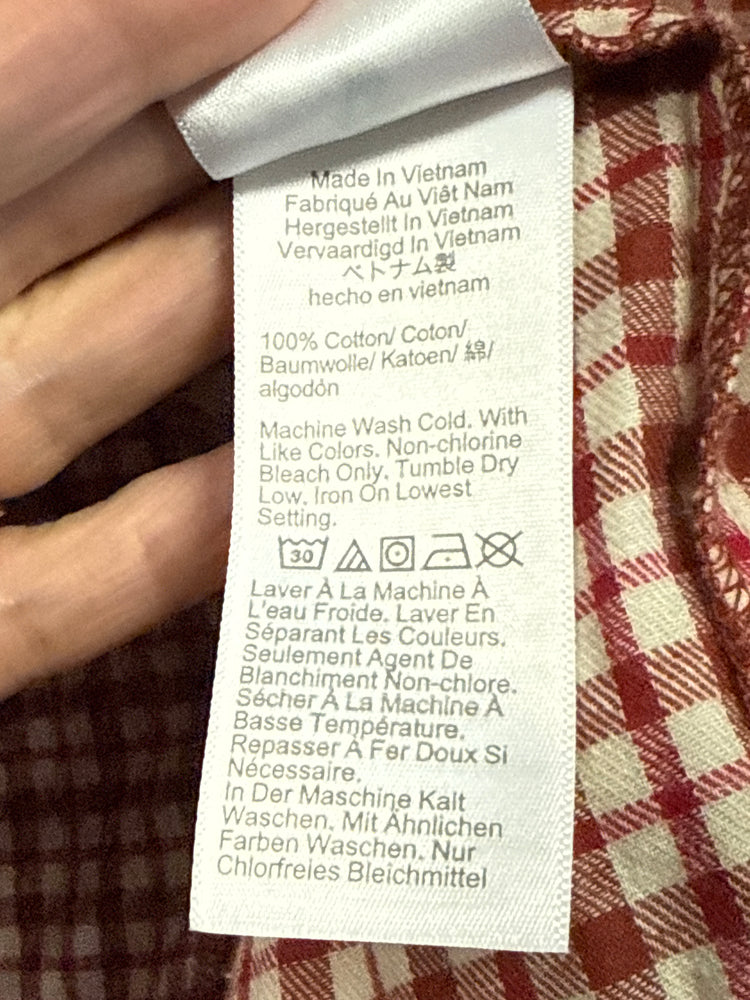 Made In Vietnam
Fabriqué Au Viêt Nam
Hergestellt In Vietnam
Vervaardigd In Vietnam
ベトナム製
hecho en vietnam
100% Cotton/ Coton/
Baumwolle/ Katoen/ 綿/
algodón
Machine Wash Cold. With
Like Colors. Non-chlorine
Bleach Only. Tumble Dry
Low. Iron On Lowest
Setting.
30
Laver À La Machine À
L'eau Froide. Laver En
Séparant Les Couleurs.
Seulement Agent De
Blanchiment Non-chlore.
Sécher À La Machine À
Basse Température.
Repasser À Fer Doux Si
Nécessaire.
In Der Maschine Kalt
Waschen. Mit Ähnlichen
Farben Waschen. Nur
Chlorfreies Bleichmittel